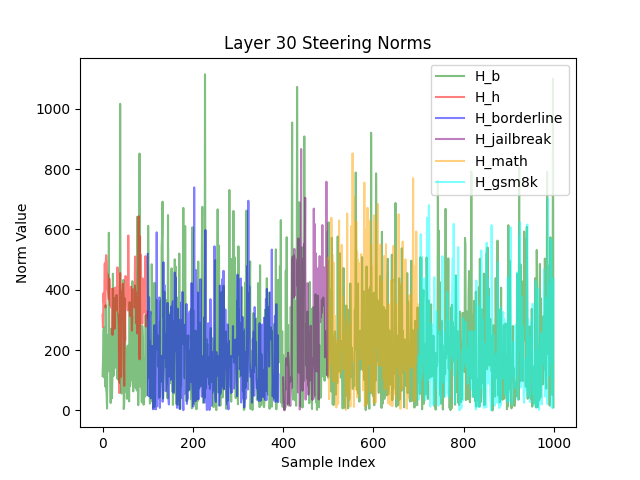 Layer 30 Steering Norms
H_b
H_h
H_borderline
H_jailbreak
H_math
H_gsm8k
Norm Value
1000
800
600
400
200
0
0
200
400
600
800
1000
Sample Index